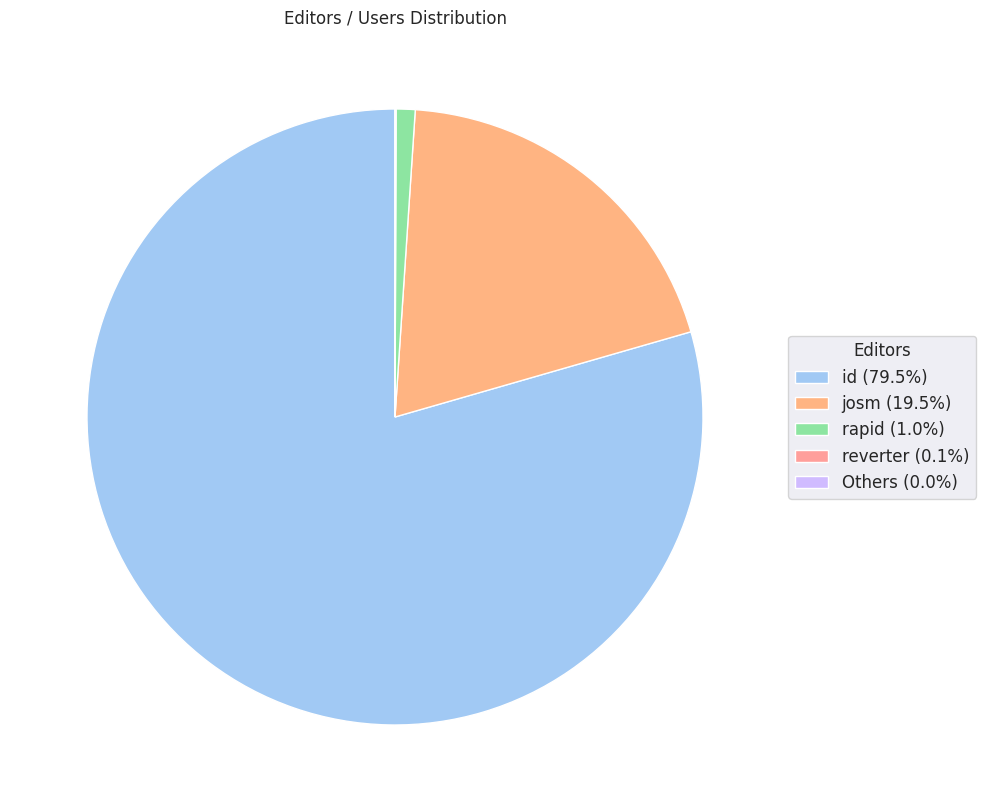 Editors / Users Distribution
Editors
id (79.5%)
josm (19.5%)
rapid (1.0%)
reverter (0.1%)
Others (0.0%)